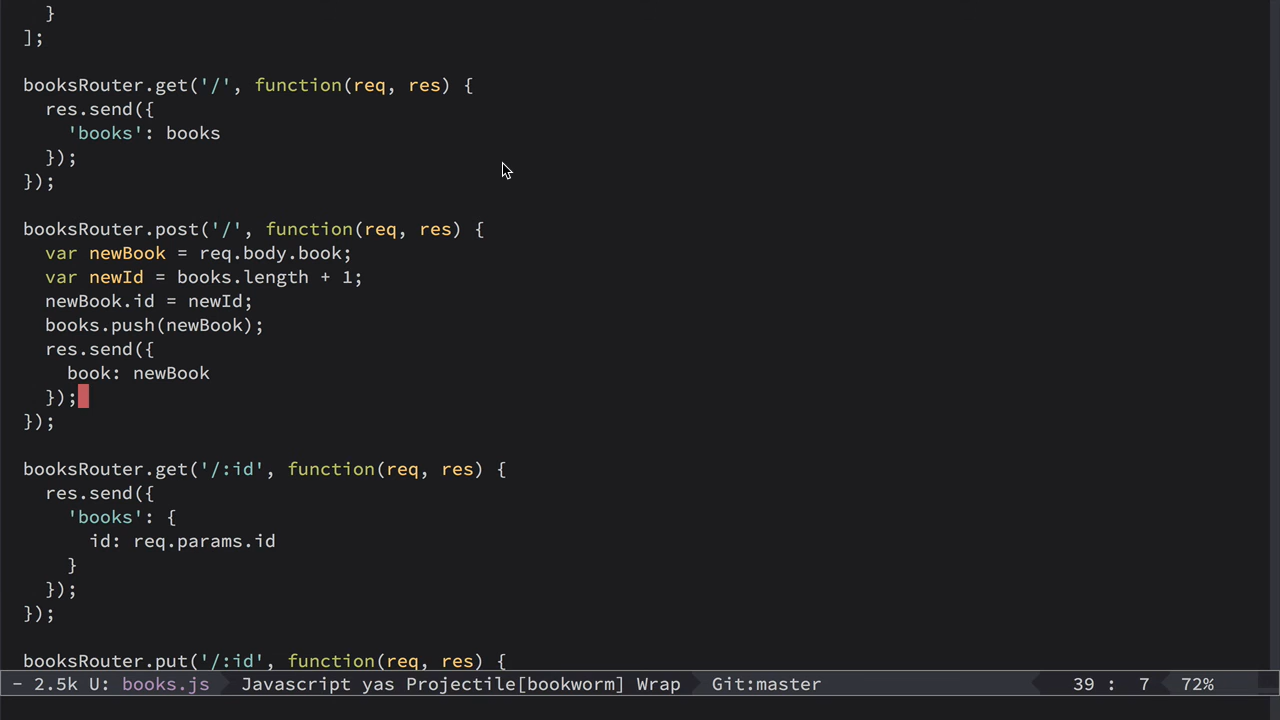 }
];

booksRouter.get('/', function(req, res) {
  res.send({
    'books': books
  });
});

booksRouter.post('/', function(req, res) {
  var newBook = req.body.book;
  var newId = books.length + 1;
  newBook.id = newId;
  books.push(newBook);
  res.send({
    book: newBook
  });
});

booksRouter.get('/:id', function(req, res) {
  res.send({
    'books': {
      id: req.params.id
    }
  });
});

booksRouter.put('/:id', function(req, res) {
- 2.5k U: books.js Javascript yas Projectile[bookworm] Wrap Git:master 39 : 7 72%